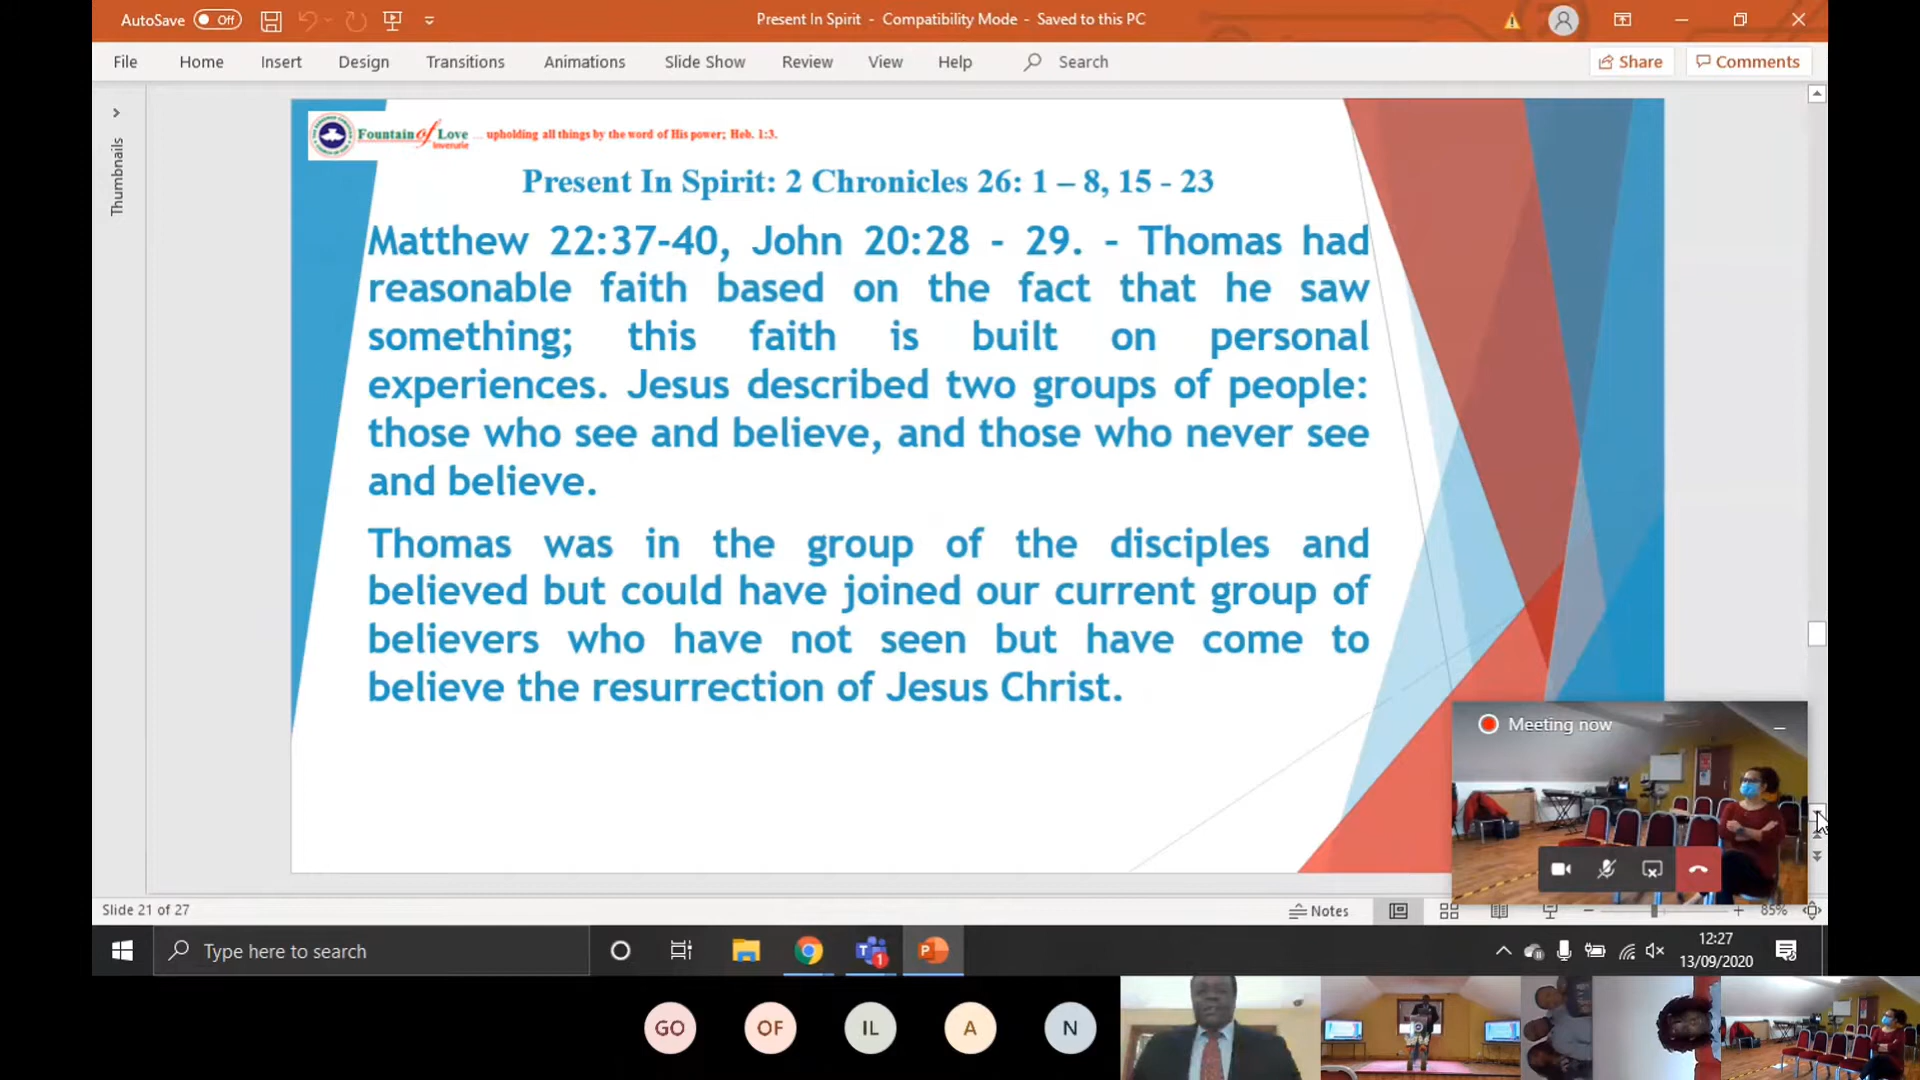 AutoSave Off
Present In Spirit - Compatibility Mode - Saved to this PC
File Home Insert Design Transitions Animations Slide Show Review View Help Search Share Comments
Thumbnails
Fountain of Love ... upholding all things by the word of His power; Heb. 1:3.
Inverurie
Present In Spirit: 2 Chronicles 26: 1 – 8, 15 - 23
Matthew 22:37-40, John 20:28 - 29. - Thomas had
reasonable faith based on the fact that he saw
something; this faith is built on personal
experiences. Jesus described two groups of people:
those who see and believe, and those who never see
and believe.
Thomas was in the group of the disciples and
believed but could have joined our current group of
believers who have not seen but have come to
believe the resurrection of Jesus Christ.
Meeting now
Slide 21 of 27
Notes
85%
Type here to search
1
12:27
13/09/2020
GO OF IL A N